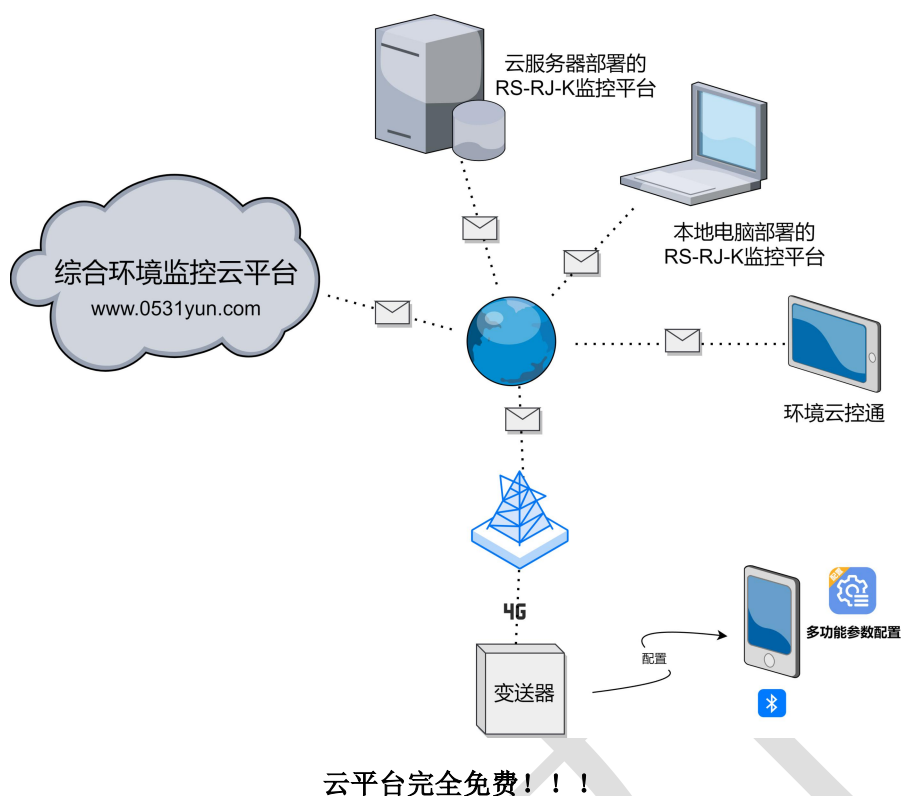 云服务器部署的
RS-RJ-K监控平台
本地电脑部署的
RS-RJ-K监控平台
综合环境监控云平台
www.0531yun.com
环境云控通
4G
配置
多功能参数配置
配置
变送器
云平台完全免费！！！